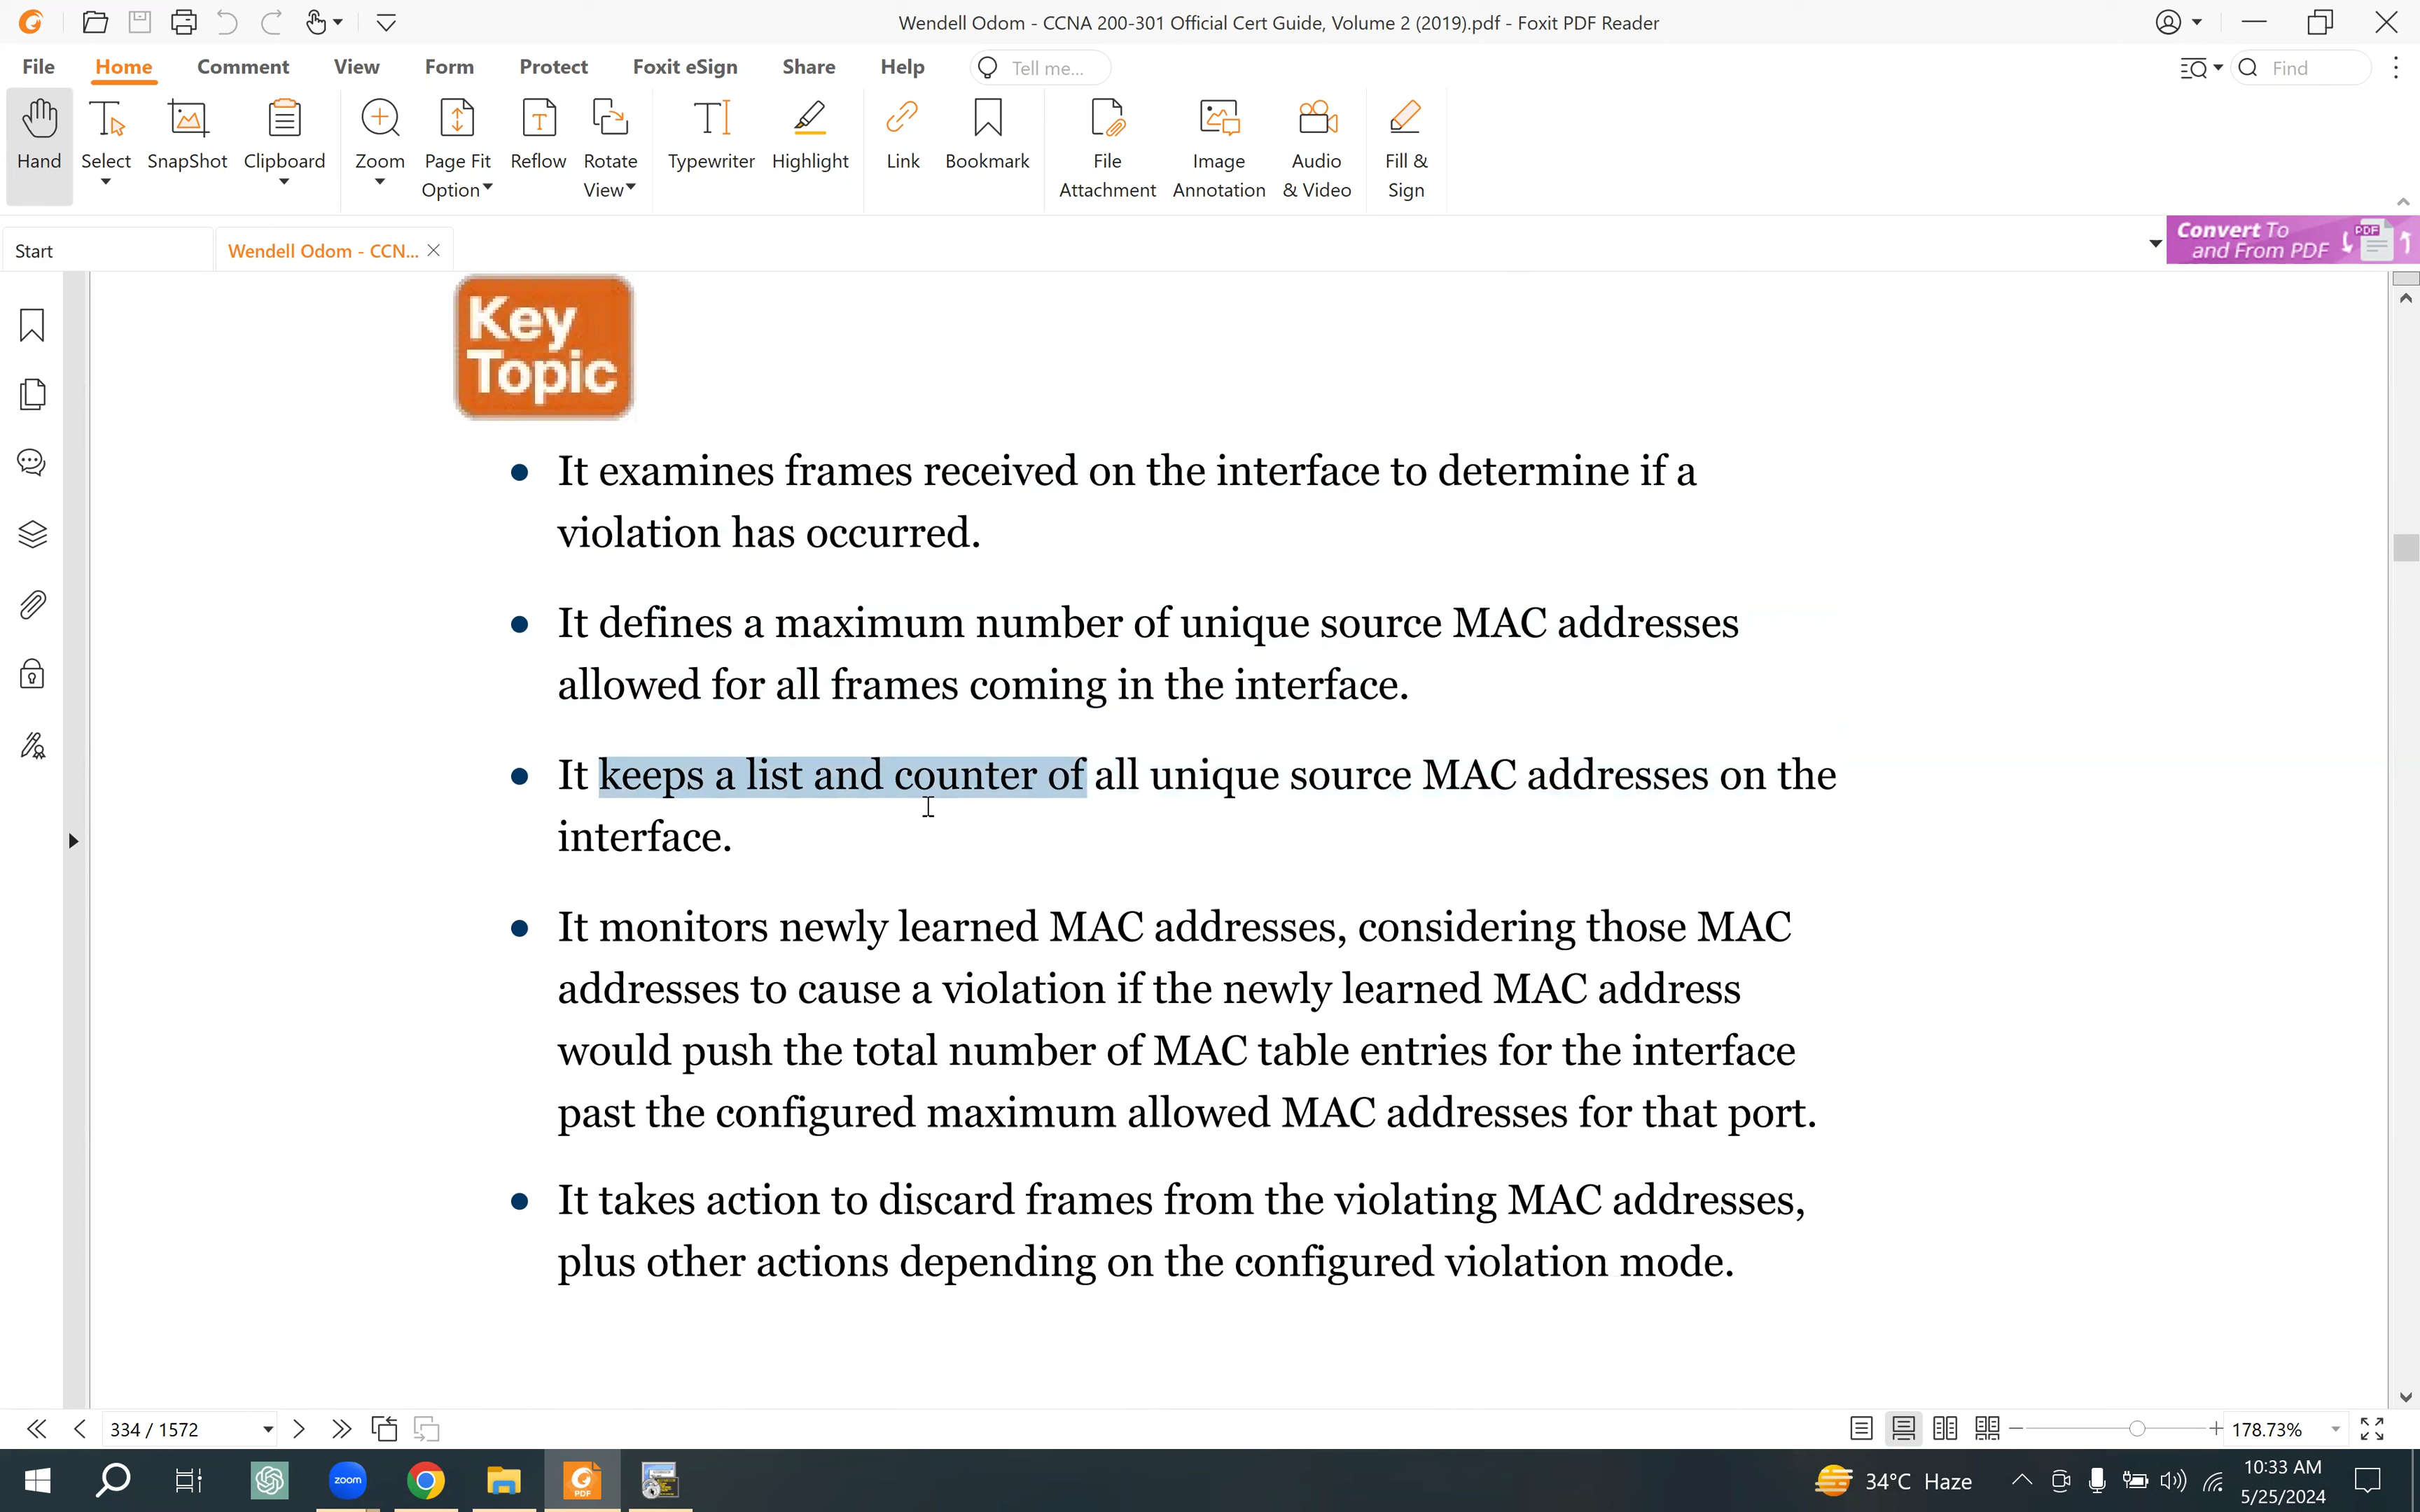 Wendell Odom - CCNA 200-301 Official Cert Guide, Volume 2 (2019).pdf - Foxit PDF Reader
File Home Comment View Form Protect Foxit eSign Share Help Tell me... Find
Hand Select SnapShot Clipboard Zoom Page Fit Option Reflow Rotate View Typewriter Highlight Link Bookmark File Attachment Image Annotation Audio & Video Fill & Sign
Start Wendell Odom - CCN...
Convert To
and From PDF
PDF
Key
Topic
• It examines frames received on the interface to determine if a
violation has occurred.
• It defines a maximum number of unique source MAC addresses
allowed for all frames coming in the interface.
• It keeps a list and counter of all unique source MAC addresses on the
interface.
• It monitors newly learned MAC addresses, considering those MAC
addresses to cause a violation if the newly learned MAC address
would push the total number of MAC table entries for the interface
past the configured maximum allowed MAC addresses for that port.
• It takes action to discard frames from the violating MAC addresses,
plus other actions depending on the configured violation mode.
334 / 1572
178.73%
zoom
PDF
34°C Haze
10:33 AM
5/25/2024